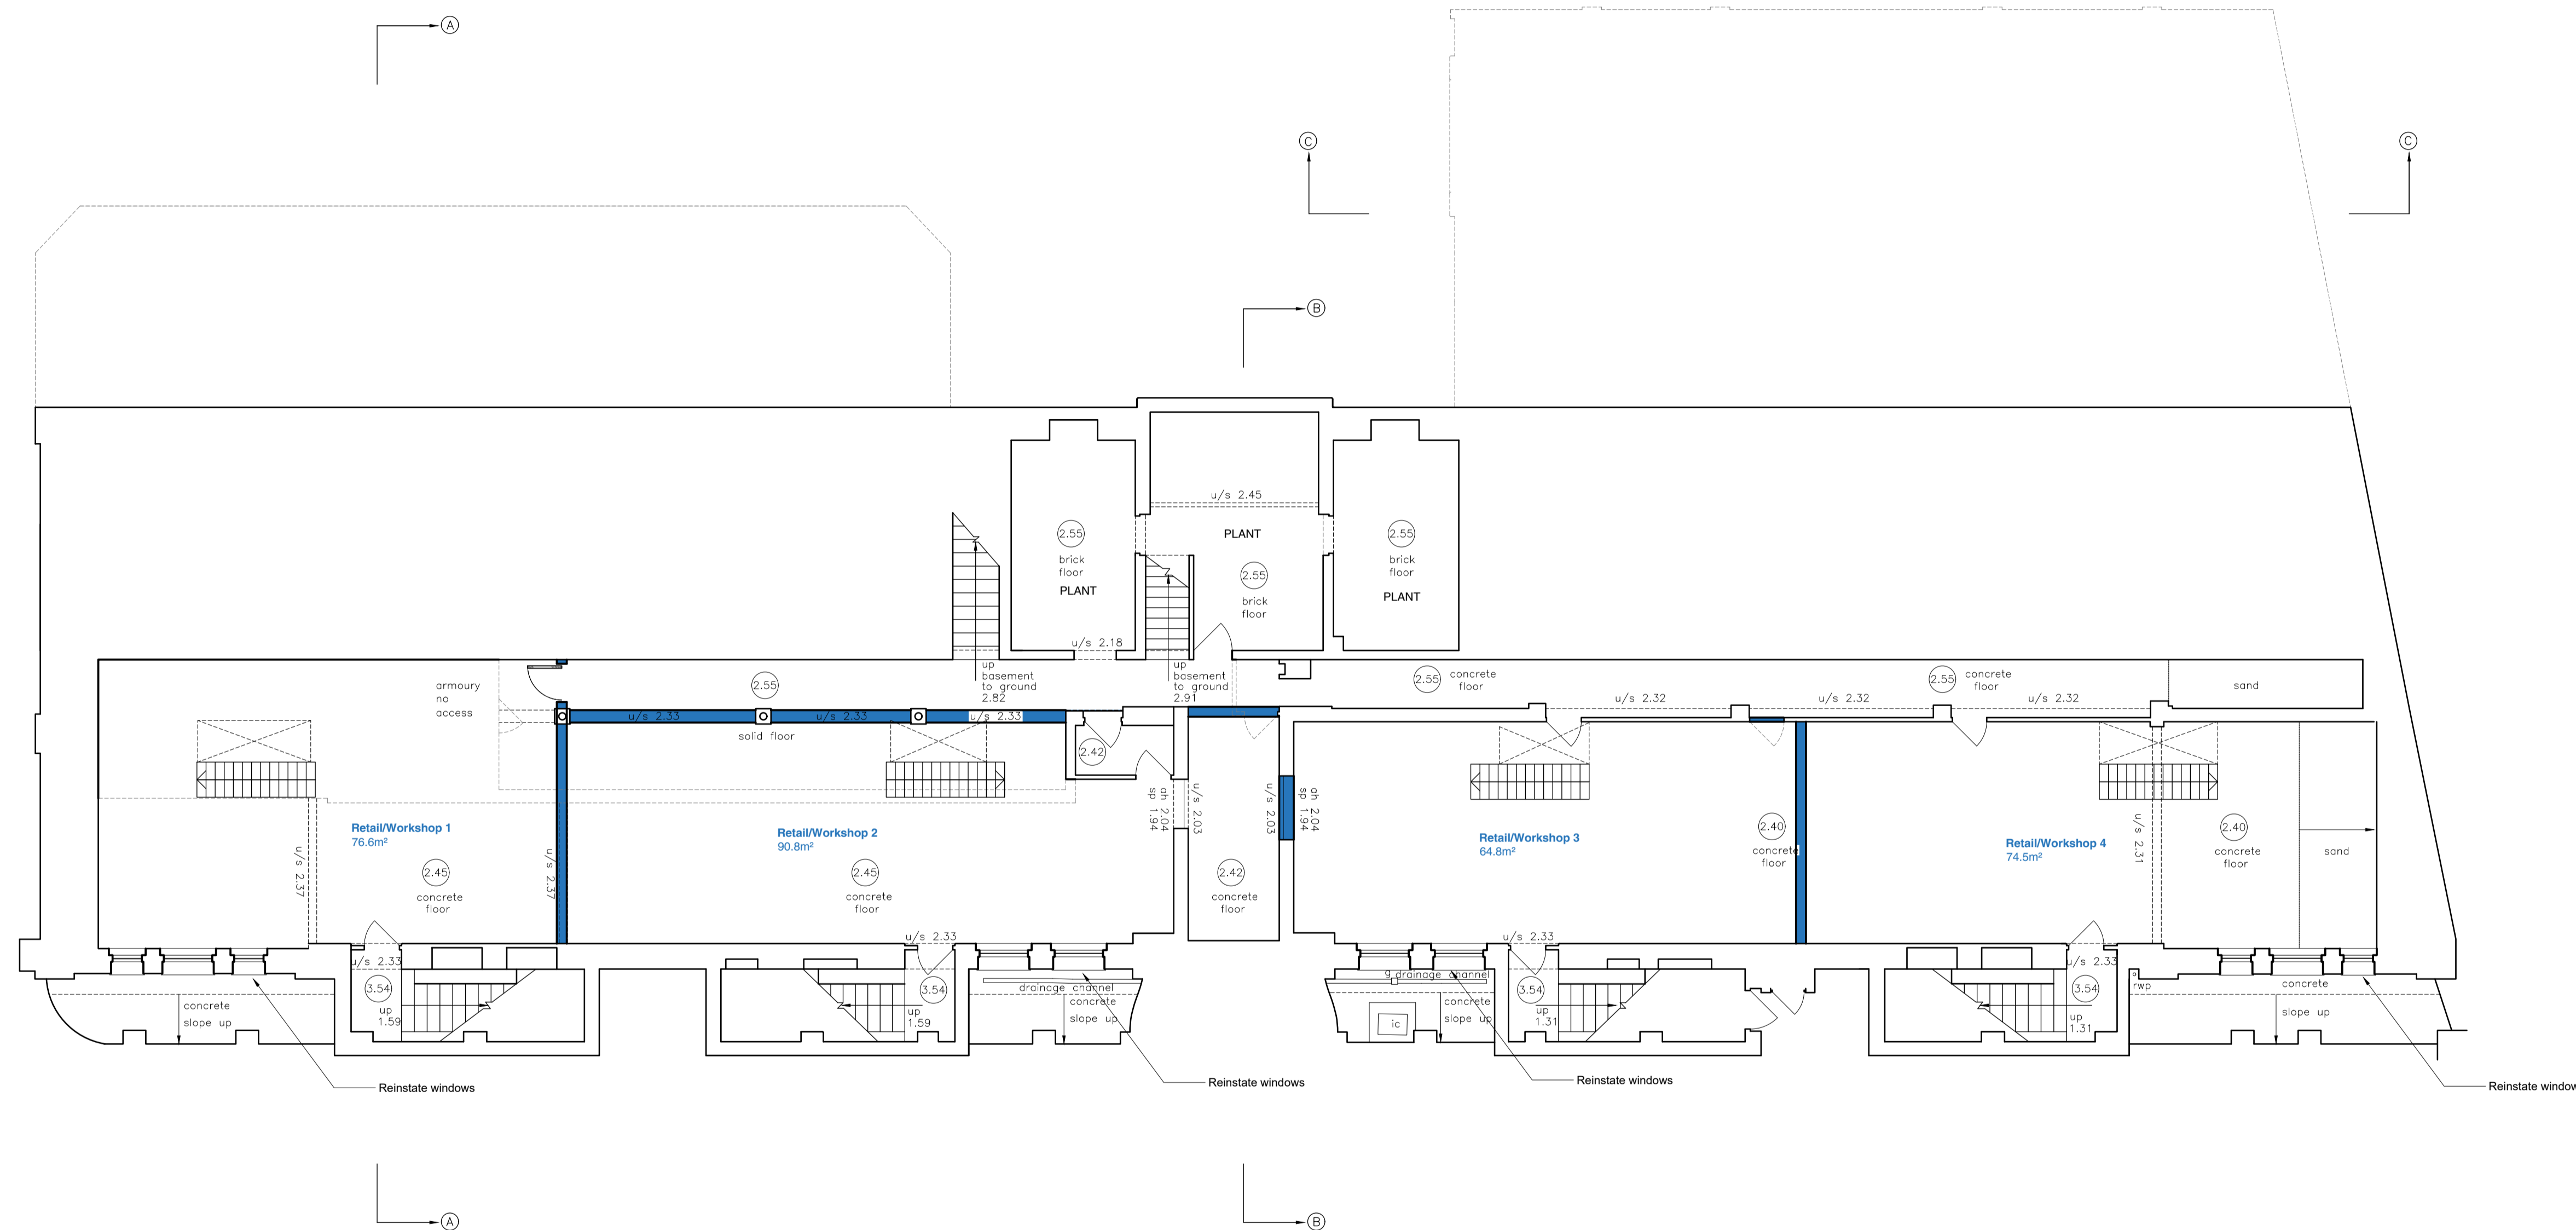 A
C
C
B
u/s 2.45
2.55
brick
floor
PLANT
PLANT
2.55
brick
floor
2.55
brick
floor
PLANT
u/s 2.18
armoury
no
access
2.55
up
basement
to ground
2.82
up
basement
to ground
2.91
2.55
concrete
floor
2.55
concrete
floor
sand
u/s 2.33
u/s 2.33
u/s 2.33
solid floor
u/s 2.32
u/s 2.32
u/s 2.32
2.42
Retail/Workshop 1
76.6m²
u/s 2.37
2.45
concrete
floor
u/s 2.37
Retail/Workshop 2
90.8m²
2.45
concrete
floor
ah 2.04
sp 1.94
u/s 2.03
2.42
concrete
floor
u/s 2.03
ah 2.04
sp 1.94
Retail/Workshop 3
64.8m²
2.40
concrete
floor
Retail/Workshop 4
74.5m²
u/s 2.31
2.40
concrete
floor
sand
u/s 2.33
u/s 2.33
u/s 2.33
u/s 2.33
concrete
slope up
3.54
up
1.59
3.54
up
1.59
drainage channel
concrete
slope up
g
drainage channel
concrete
slope up
ic
3.54
up
1.31
3.54
up
1.31
rwp
concrete
slope up
Reinstate windows
Reinstate windows
Reinstate windows
Reinstate window
A
B